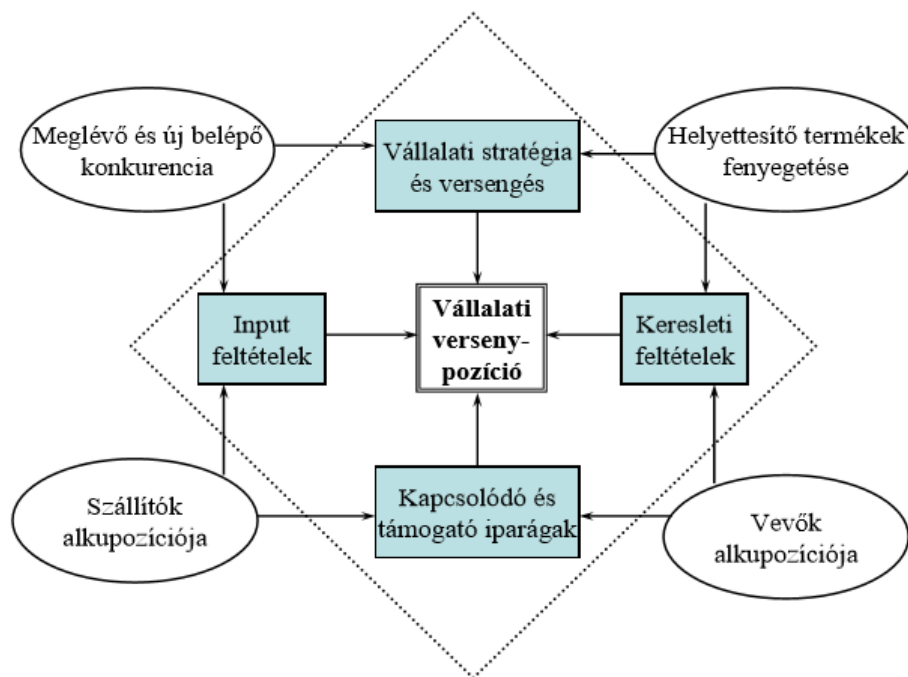 Meglévő és új belépő
konkurencia
Vállalati stratégia
és versengés
Helyettesítő termékek
fenyegetése
Input
feltételek
Vállalati
verseny-
pozíció
Keresleti
feltételek
Szállítók
alkupozíciója
Kapcsolódó és
támogató iparágak
Vevők
alkupozíciója